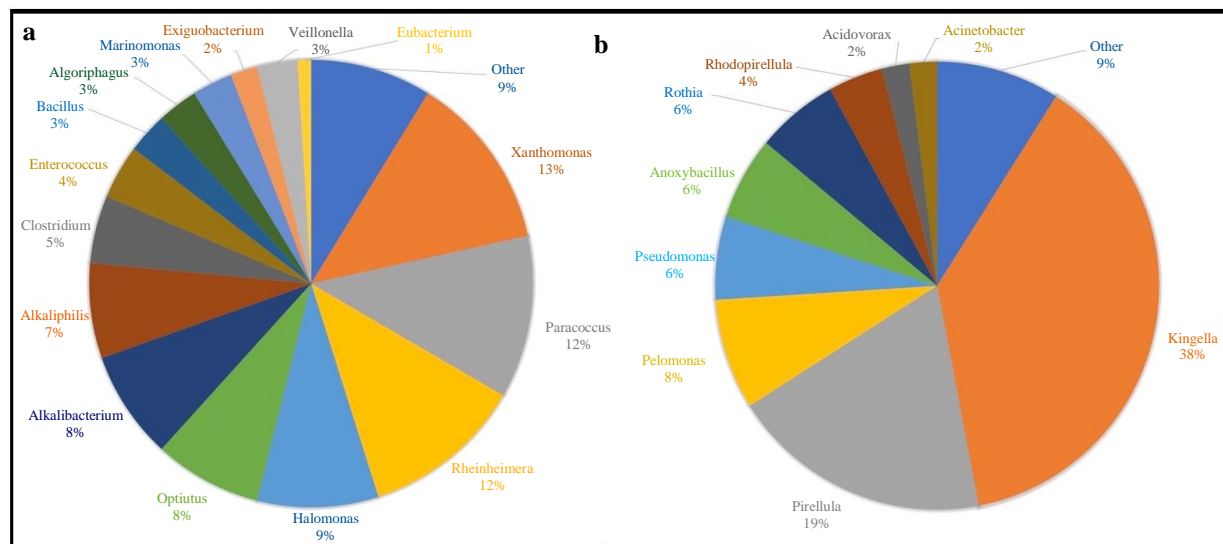 a
Other
9%
Xanthomonas
13%
Paracoccus
12%
Rheinheimera
12%
Halomonas
9%
Optiutus
8%
Alkalibacterium
8%
Alkaliphilis
7%
Clostridium
5%
Enterococcus
4%
Bacillus
3%
Algoriphagus
3%
Marinomonas
3%
Exiguobacterium
2%
Veillonella
3%
Eubacterium
1%
b
Other
9%
Kingella
38%
Pirellula
19%
Pelomonas
8%
Pseudomonas
6%
Anoxybacillus
6%
Rothia
6%
Rhodopirellula
4%
Acidovorax
2%
Acinetobacter
2%